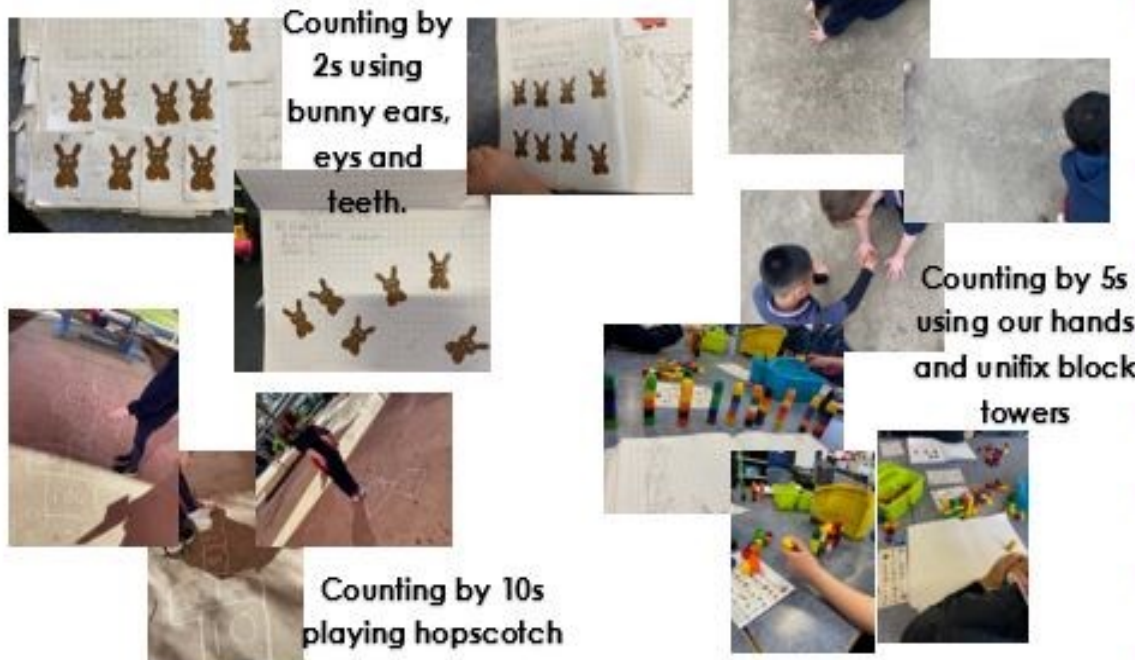 Counting by
2s using
bunny ears,
eys and
teeth.
Counting by 5s
using our hands
and unifix block
towers
Counting by 10s
playing hopscotch